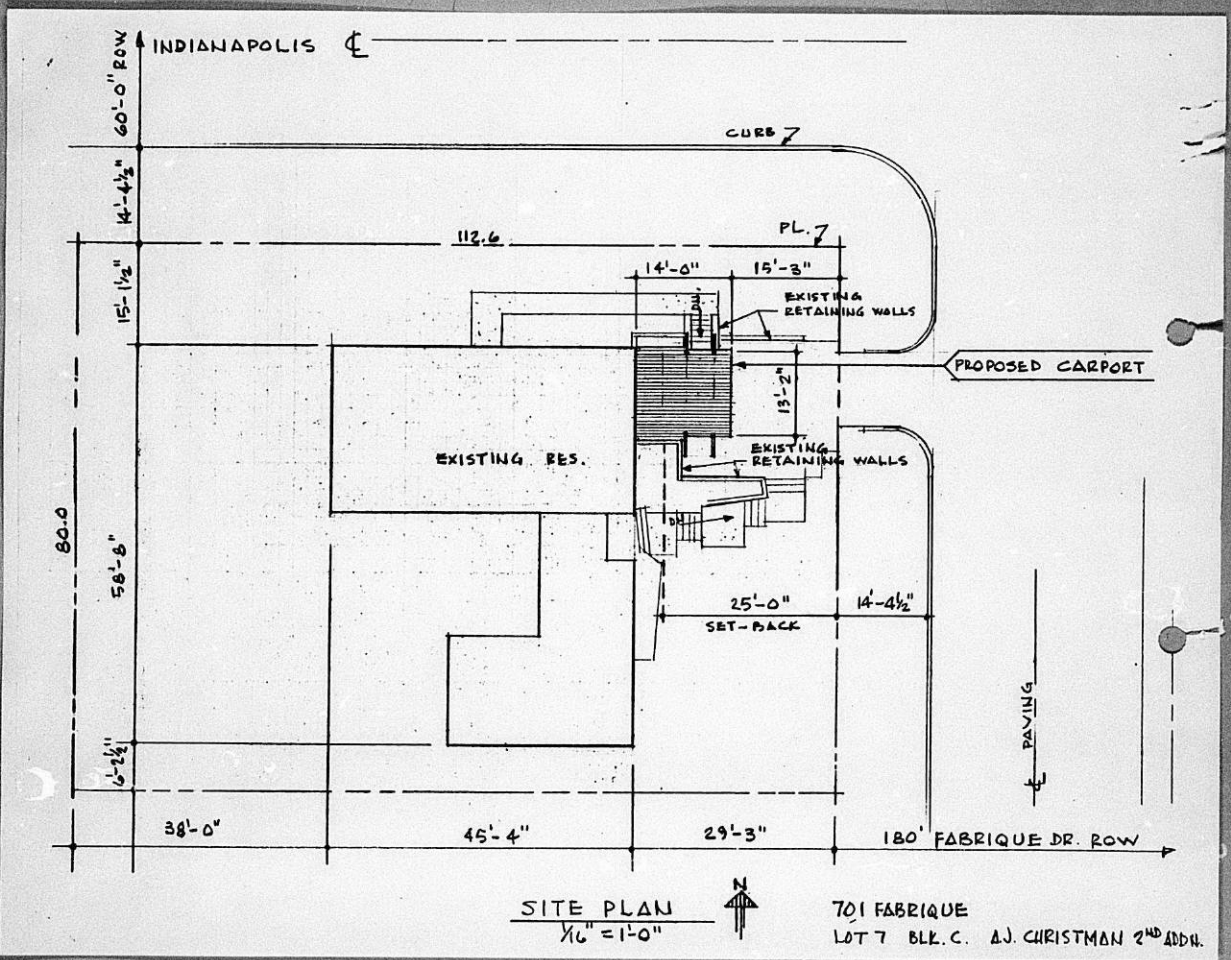 INDIANAPOLIS ℄
60'-0" ROW
CURB
14'-4½"
112.6
PL.
15'-1½"
14'-0"
15'-3"
DN.
EXISTING
RETAINING WALLS
PROPOSED CARPORT
13'-2"
EXISTING RES.
EXISTING
RETAINING WALLS
80.0
58'-8"
25'-0"
14'-4½"
SET-BACK
℄ PAVING
6'-2½"
38'-0"
45'-4"
29'-3"
180' FABRIQUE DR. ROW
SITE PLAN
1/16" = 1'-0"
N
701 FABRIQUE
LOT 7 BLK. C. A.J. CHRISTMAN 2ND ADDN.